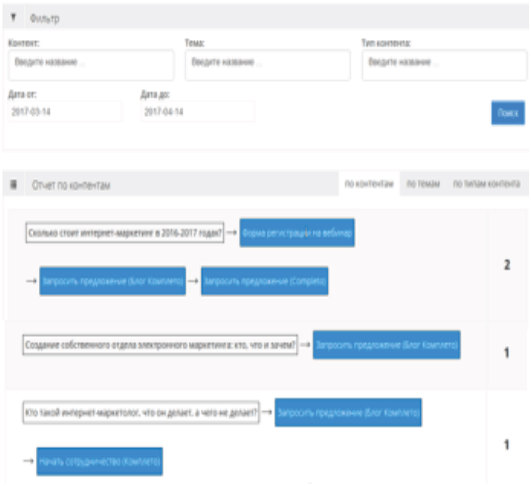 Фильтр
Контент: Тема: Тип контента:
Введите название ... Введите название ... Введите название ...
Дата от: Дата до:
2017-03-14 2017-04-14 Поиск
Отчет по контентам по контентам по темам по типам контента
Сколько стоит интернет-маркетинг в 2016-2017 годах? → Форма регистрации на вебинар
2
→ Запросить предложение (Блог Комплето) → Запросить предложение (Completo)
Создание собственного отдела электронного маркетинга: кто, что и зачем? → Запросить предложение (Блог Комплето) 1
Кто такой интернет-маркетолог, что он делает, а чего не делает? → Запросить предложение (Блог Комплето)
1
→ Начать сотрудничество (Комплето)